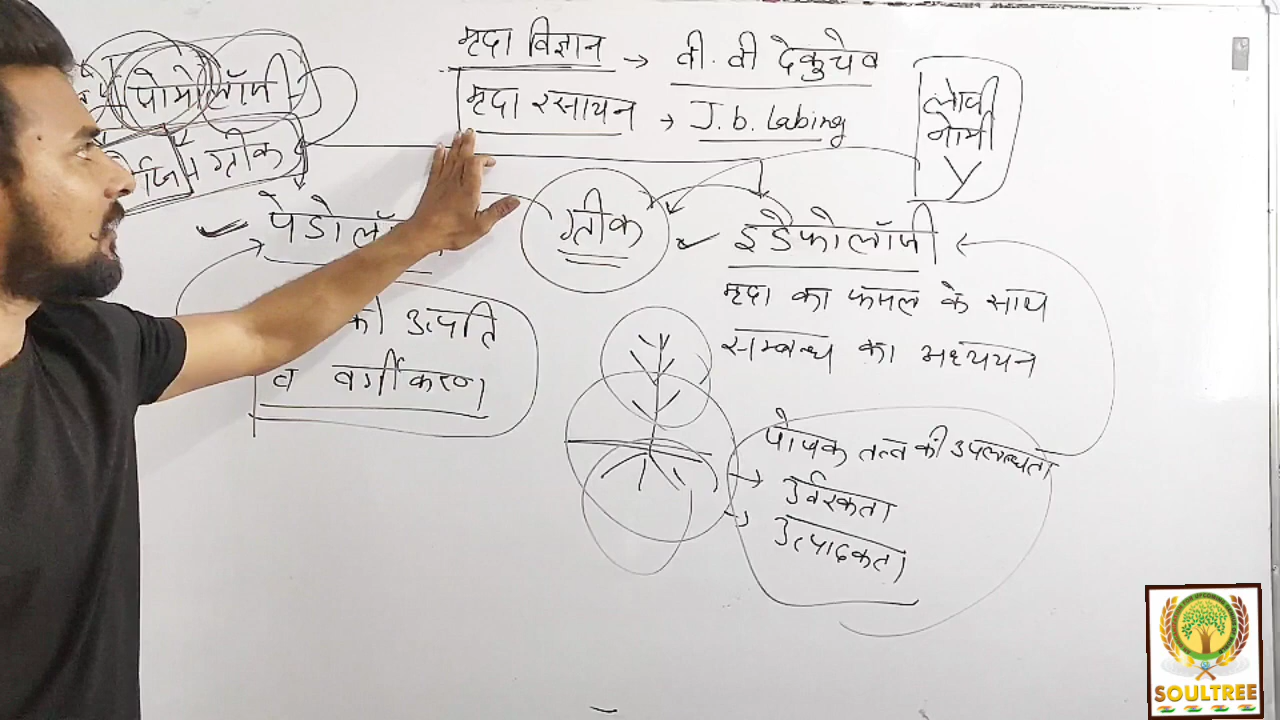 मृदा विज्ञान → वी. वी देकुचेव
मृदा रसायन → J. b. Labing
लोवी
गोमी
Y
पोमोलॉजी
ग्रीक
पेडोलॉ
ग्रीक
इडेफोलॉजी
की उत्पति
व वर्गीकरण
मृदा का फसल के साथ
सम्बन्ध का अध्ययन
पोषक तत्व की उपलब्धता
→ उर्वरकता
→ उत्पादकता
SOULTREE